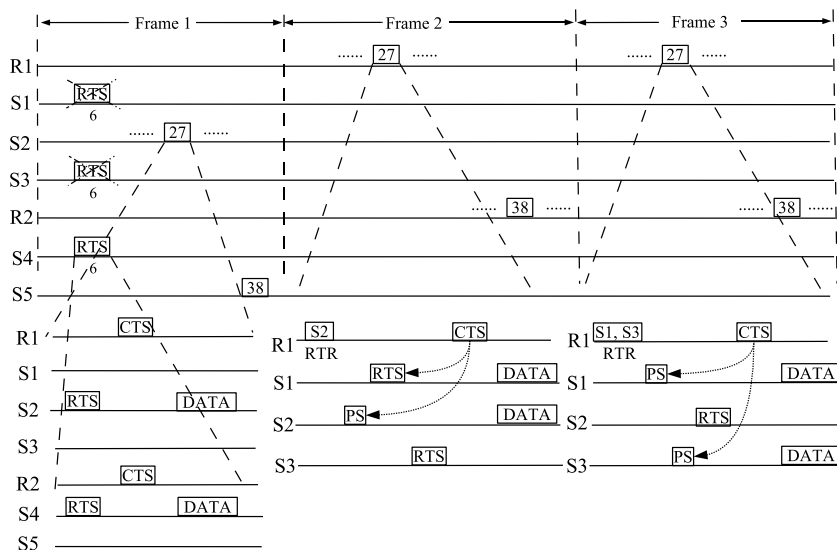 Frame 1 Frame 2 Frame 3
R1 ...... 27 ...... ...... 27 ......
S1 RTS
6
S2 ...... 27 ......
S3 RTS
6
R2 ...... 38 ...... ...... 38 ......
S4 RTS
6
S5 38
R1 CTS
S1
S2 RTS DATA
S3
R2 CTS
S4 RTS DATA
S5
R1 S2 CTS
RTR
S1 RTS DATA
S2 PS DATA
S3 RTS
R1 S1, S3 CTS
RTR
S1 PS DATA
S2 RTS
S3 PS DATA